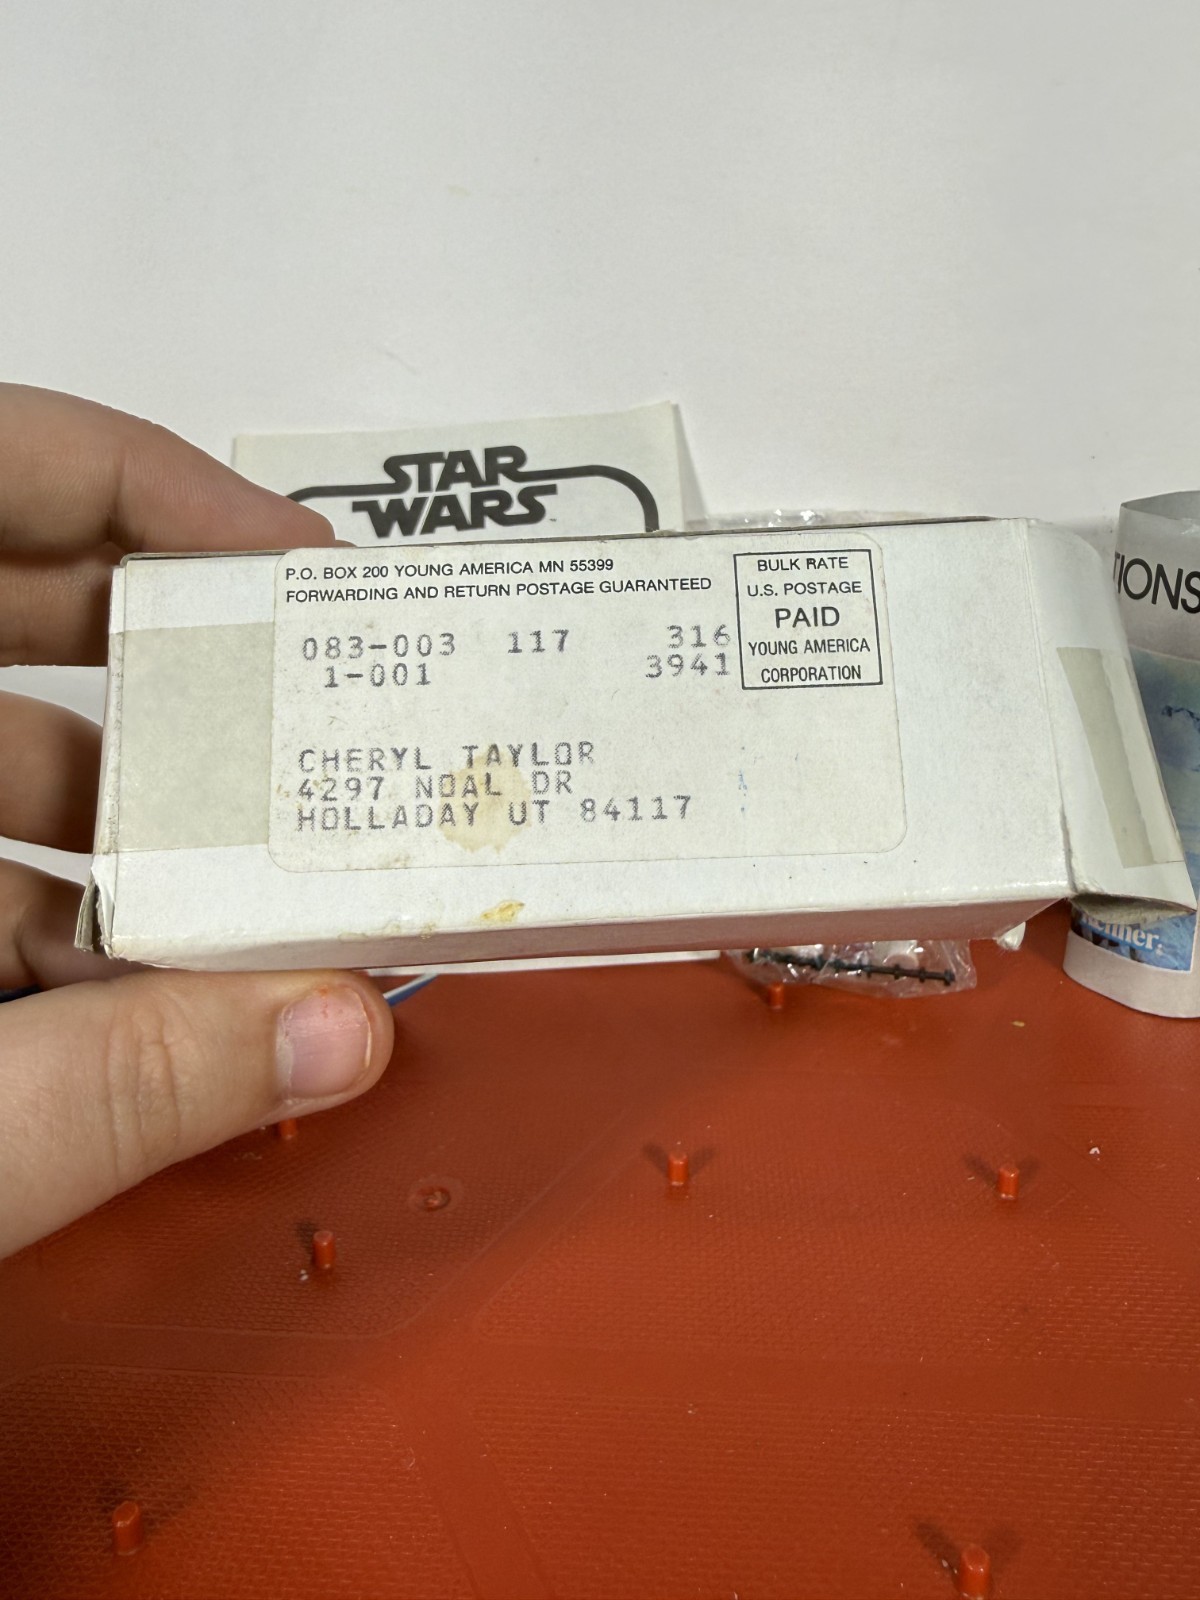 STAR
WARS
TIONS
P.O. BOX 200 YOUNG AMERICA MN 55399
FORWARDING AND RETURN POSTAGE GUARANTEED
BULK RATE
U.S. POSTAGE
PAID
YOUNG AMERICA
CORPORATION
083-003 117 316
1-001 3941
CHERYL TAYLOR
4297 NOAL DR
HOLLADAY UT 84117
enner.